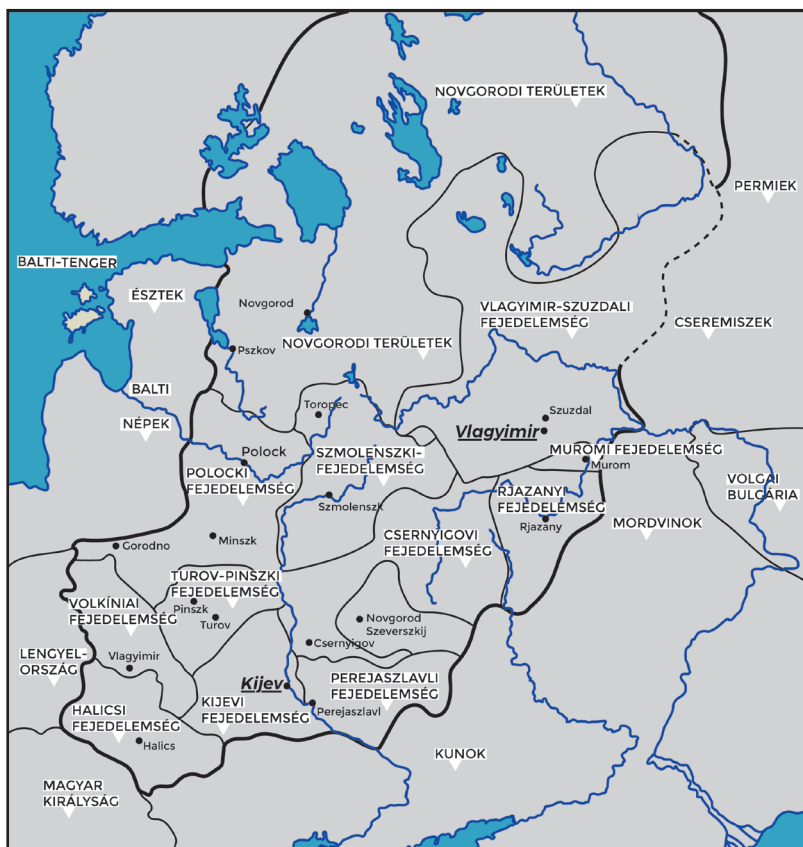 NOVGORODI TERÜLETEK
PERMIEK
BALTI-TENGER
ÉSZTEK
Novgorod
VLAGYIMIR-SZUZDALI
FEJEDELEMSÉG
CSEREMISZEK
NOVGORODI TERÜLETEK
Pszkov
BALTI
NÉPEK
Toropec
Szuzdal
Vlagyimir
Polock
POLOCKI
FEJEDELEMSÉG
SZMOLENSZKI-
FEJEDELEMSÉG
MUROMI FEJEDELEMSÉG
Murom
VOLGAI
BULGÁRIA
Szmolenszk
RJAZANYI
FEJEDELEMSÉG
Rjazany
MORDVINOK
CSERNYIGOVI
FEJEDELEMSÉG
Gorodno
Minszk
TUROV-PINSZKI
FEJEDELEMSÉG
Pinszk
Turov
VOLKÍNIAI
FEJEDELEMSÉG
Novgorod
Szeverszkij
Csernyigov
LENGYEL-
ORSZÁG
Vlagyimir
Kijev
PEREJASZLAVLI
FEJEDELEMSÉG
Perejaszlavl
HALICSI
FEJEDELEMSÉG
Halics
KIJEVI
FEJEDELEMSÉG
KUNOK
MAGYAR
KIRÁLYSÁG